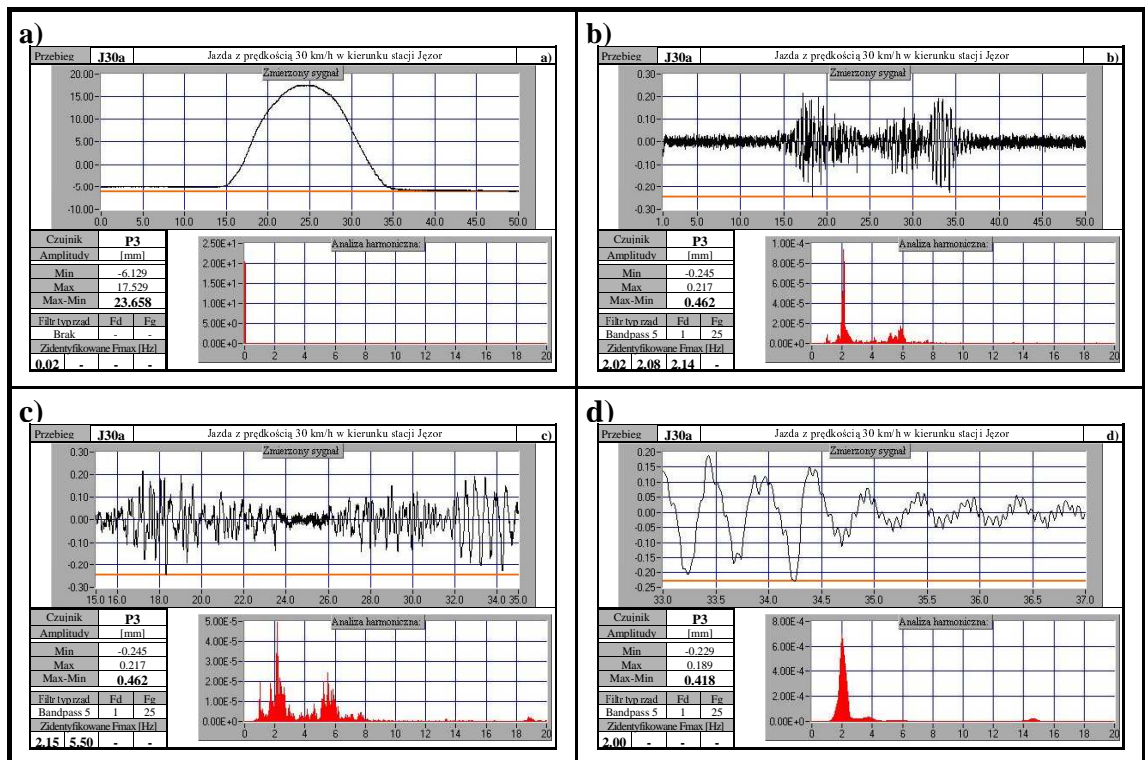 a)
Przebieg J30a Jazda z prędkością 30 km/h w kierunku stacji Jęzor a)
Zmierzony sygnał
20.00
15.00
10.00
5.00
0.00
-5.00
-10.00
0.0 5.0 10.0 15.0 20.0 25.0 30.0 35.0 40.0 45.0 50.0
Czujnik P3
Amplitudy [mm]
Min -6.129
Max 17.529
Max-Min 23.658
Filtr typ rząd Fd Fg
Brak - -
Zidentyfikowane Fmax [Hz]
0.02 - - -
Analiza harmoniczna:
2.50E+1
2.00E+1
1.50E+1
1.00E+1
5.00E+0
0.00E+0
0 2 4 6 8 10 12 14 16 18 20
b)
Przebieg J30a Jazda z prędkością 30 km/h w kierunku stacji Jęzor b)
Zmierzony sygnał
0.30
0.20
0.10
0.00
-0.10
-0.20
-0.30
1.0 5.0 10.0 15.0 20.0 25.0 30.0 35.0 40.0 45.0 50.0
Czujnik P3
Amplitudy [mm]
Min -0.245
Max 0.217
Max-Min 0.462
Filtr typ rząd Fd Fg
Bandpass 5 1 25
Zidentyfikowane Fmax [Hz]
2.02 2.08 2.14 -
Analiza harmoniczna:
1.00E-4
8.00E-5
6.00E-5
4.00E-5
2.00E-5
0.00E+0
0 2 4 6 8 10 12 14 16 18 20
c)
Przebieg J30a Jazda z prędkością 30 km/h w kierunku stacji Jęzor c)
Zmierzony sygnał
0.30
0.20
0.10
0.00
-0.10
-0.20
-0.30
15.0 16.0 18.0 20.0 22.0 24.0 26.0 28.0 30.0 32.0 34.0 35.0
Czujnik P3
Amplitudy [mm]
Min -0.245
Max 0.217
Max-Min 0.462
Filtr typ rząd Fd Fg
Bandpass 5 1 25
Zidentyfikowane Fmax [Hz]
2.15 5.50 - -
Analiza harmoniczna:
5.00E-5
4.00E-5
3.00E-5
2.00E-5
1.00E-5
0.00E+0
0 2 4 6 8 10 12 14 16 18 20
d)
Przebieg J30a Jazda z prędkością 30 km/h w kierunku stacji Jęzor d)
Zmierzony sygnał
0.20
0.15
0.10
0.05
0.00
-0.05
-0.10
-0.15
-0.20
-0.25
33.0 33.5 34.0 34.5 35.0 35.5 36.0 36.5 37.0
Czujnik P3
Amplitudy [mm]
Min -0.229
Max 0.189
Max-Min 0.418
Filtr typ rząd Fd Fg
Bandpass 5 1 25
Zidentyfikowane Fmax [Hz]
2.00 - - -
Analiza harmoniczna:
8.00E-4
6.00E-4
4.00E-4
2.00E-4
0.00E+0
0 2 4 6 8 10 12 14 16 18 20